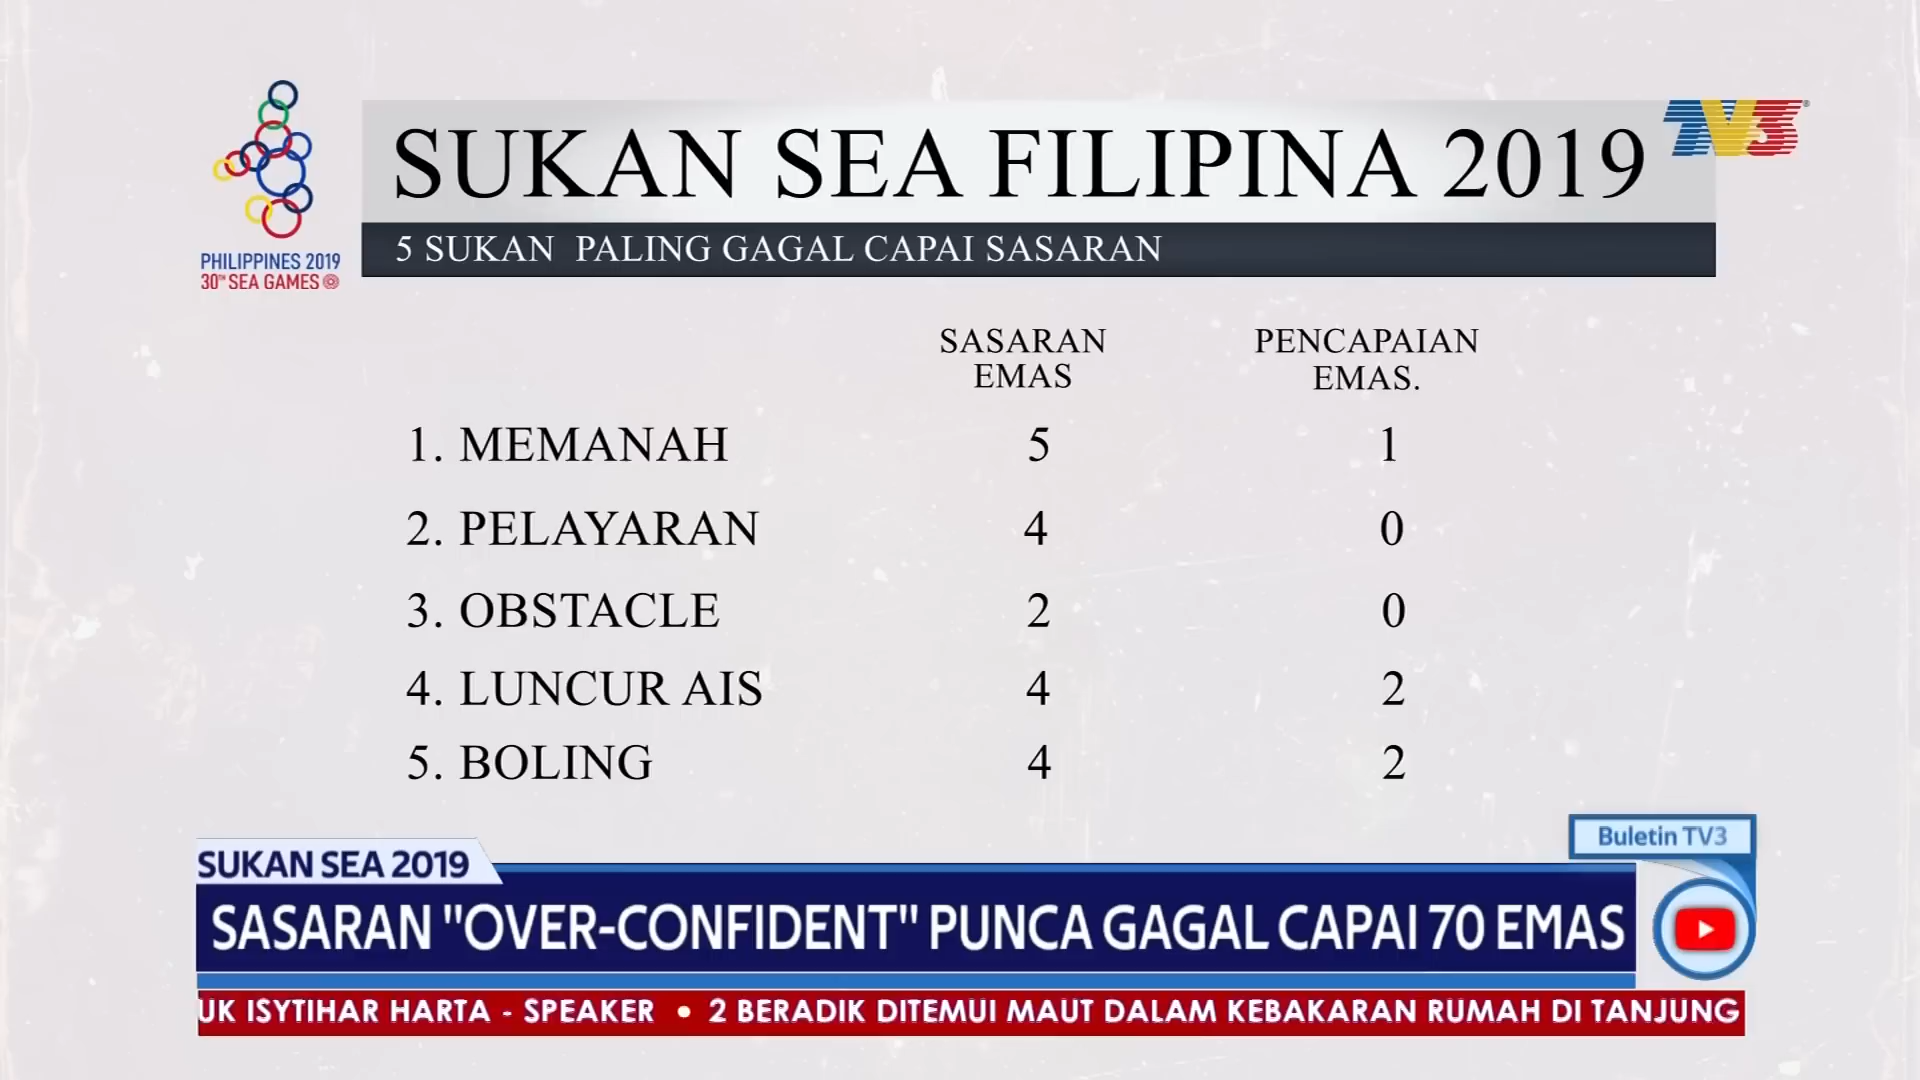 SUKAN SEA FILIPINA 2019
TV3
5 SUKAN PALING GAGAL CAPAI SASARAN
PHILIPPINES 2019
30TH SEA GAMES
SASARAN EMAS
PENCAPAIAN EMAS.
1. MEMANAH 5 1
2. PELAYARAN 4 0
3. OBSTACLE 2 0
4. LUNCUR AIS 4 2
5. BOLING 4 2
Buletin TV3
SUKAN SEA 2019
SASARAN "OVER-CONFIDENT" PUNCA GAGAL CAPAI 70 EMAS
UK ISYTIHAR HARTA - SPEAKER • 2 BERADIK DITEMUI MAUT DALAM KEBAKARAN RUMAH DI TANJUNG